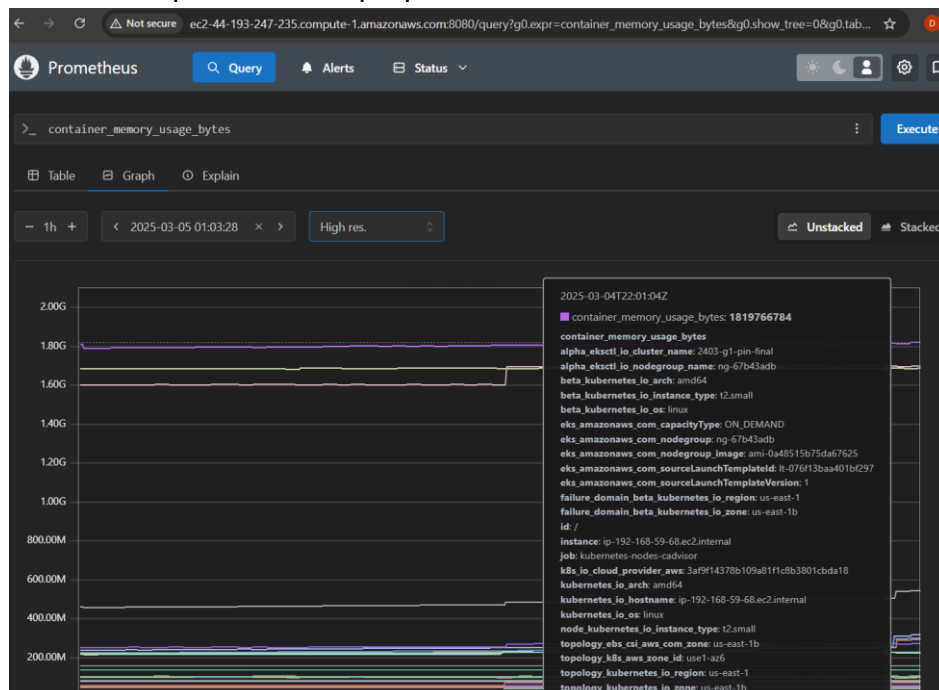 Not secure ec2-44-193-247-235.compute-1.amazonaws.com:8080/query?g0.expr=container_memory_usage_bytes&g0.show_tree=0&g0.tab... D
Prometheus Query Alerts Status
>_ container_memory_usage_bytes Execute
Table Graph Explain
− 1h + < 2025-03-05 01:03:28 × > High res. Unstacked Stacked
2.00G
1.80G
1.60G
1.40G
1.20G
1.00G
800.00M
600.00M
400.00M
200.00M
2025-03-04T22:01:04Z
container_memory_usage_bytes: 1819766784
container_memory_usage_bytes
alpha_eksctl_io_cluster_name: 2403-g1-pin-final
alpha_eksctl_io_nodegroup_name: ng-67b43adb
beta_kubernetes_io_arch: amd64
beta_kubernetes_io_instance_type: t2.small
beta_kubernetes_io_os: linux
eks_amazonaws_com_capacityType: ON_DEMAND
eks_amazonaws_com_nodegroup: ng-67b43adb
eks_amazonaws_com_nodegroup_image: ami-0a48515b75da67625
eks_amazonaws_com_sourceLaunchTemplateId: lt-076f13baa401bf297
eks_amazonaws_com_sourceLaunchTemplateVersion: 1
failure_domain_beta_kubernetes_io_region: us-east-1
failure_domain_beta_kubernetes_io_zone: us-east-1b
id: /
instance: ip-192-168-59-68.ec2.internal
job: kubernetes-nodes-cadvisor
k8s_io_cloud_provider_aws: 3af9f14378b109a81f1c8b3801cbda18
kubernetes_io_arch: amd64
kubernetes_io_hostname: ip-192-168-59-68.ec2.internal
kubernetes_io_os: linux
node_kubernetes_io_instance_type: t2.small
topology_ebs_csi_aws_com_zone: us-east-1b
topology_k8s_aws_zone_id: use1-az6
topology_kubernetes_io_region: us-east-1
topology_kubernetes_io_zone: us-east-1b